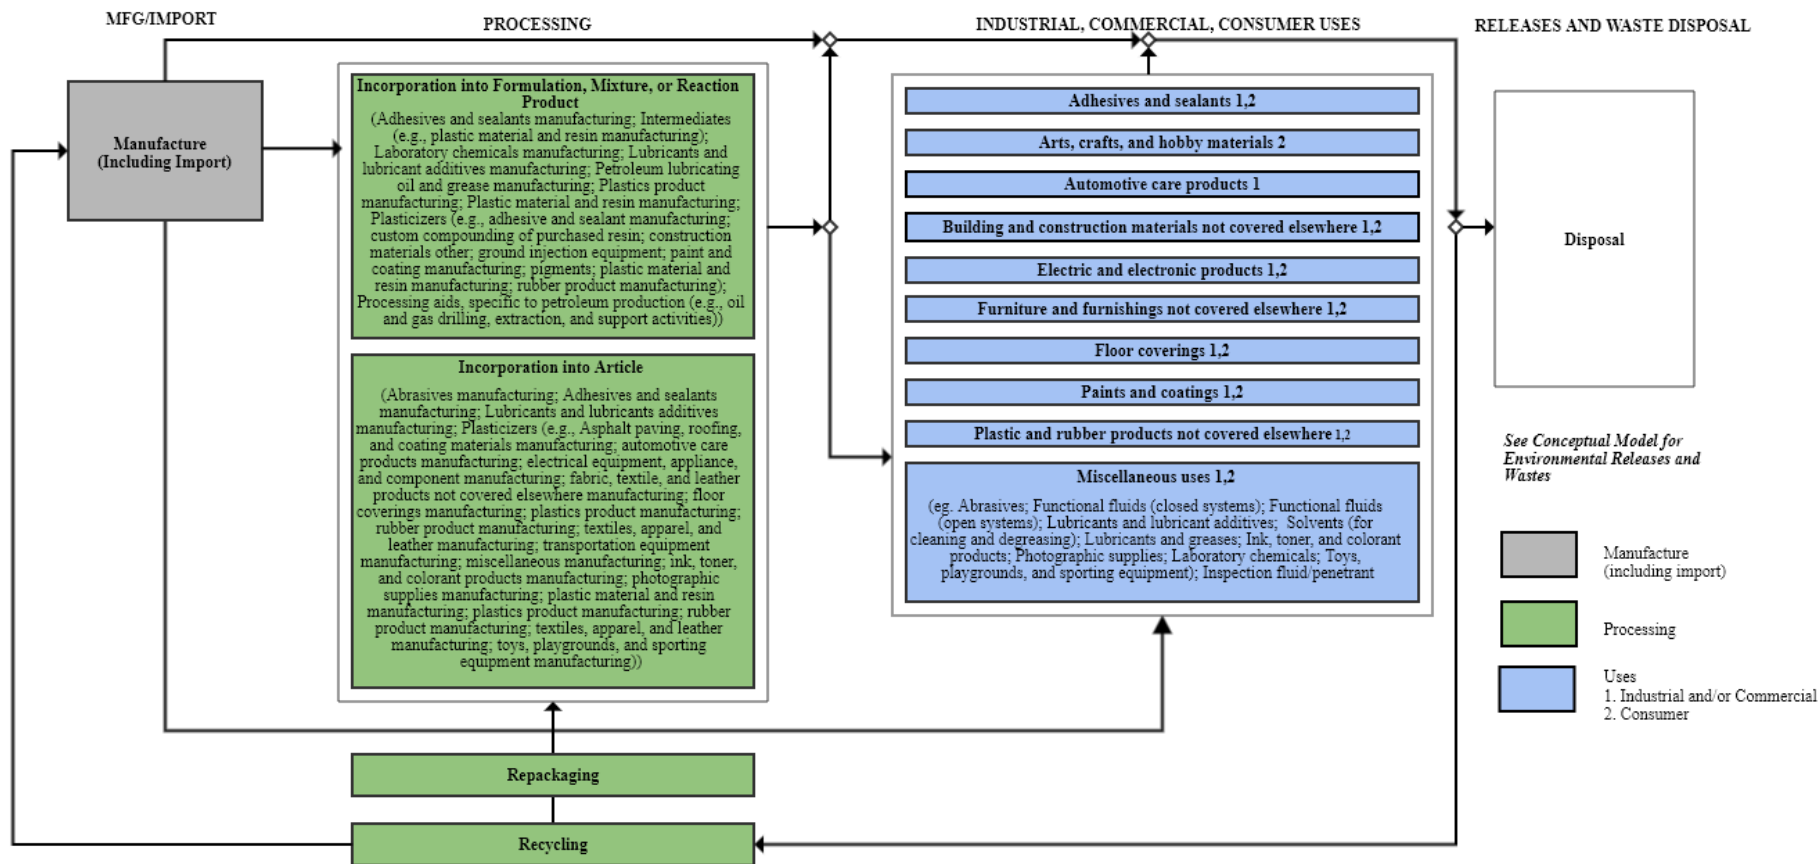 MFG/IMPORT
PROCESSING
INDUSTRIAL, COMMERCIAL, CONSUMER USES
RELEASES AND WASTE DISPOSAL
Manufacture
(Including Import)
Incorporation into Formulation, Mixture, or Reaction
Product
(Adhesives and sealants manufacturing; Intermediates
(e.g., plastic material and resin manufacturing);
Laboratory chemicals manufacturing; Lubricants and
lubricant additives manufacturing; Petroleum lubricating
oil and grease manufacturing; Plastics product
manufacturing; Plastic material and resin manufacturing;
Plasticizers (e.g., adhesive and sealant manufacturing;
custom compounding of purchased resin; construction
materials other; ground injection equipment; paint and
coating manufacturing; pigments; plastic material and
resin manufacturing; rubber product manufacturing);
Processing aids, specific to petroleum production (e.g., oil
and gas drilling, extraction, and support activities))
Incorporation into Article
(Abrasives manufacturing; Adhesives and sealants
manufacturing; Lubricants and lubricants additives
manufacturing; Plasticizers (e.g., Asphalt paving, roofing,
and coating materials manufacturing; automotive care
products manufacturing; electrical equipment, appliance,
and component manufacturing; fabric, textile, and leather
products not covered elsewhere manufacturing; floor
coverings manufacturing; plastics product manufacturing;
rubber product manufacturing; textiles, apparel, and
leather manufacturing; transportation equipment
manufacturing; miscellaneous manufacturing; ink, toner,
and colorant products manufacturing; photographic
supplies manufacturing; plastic material and resin
manufacturing; plastics product manufacturing; rubber
product manufacturing; textiles, apparel, and leather
manufacturing; toys, playgrounds, and sporting
equipment manufacturing))
Repackaging
Recycling
Adhesives and sealants 1,2
Arts, crafts, and hobby materials 2
Automotive care products 1
Building and construction materials not covered elsewhere 1,2
Electric and electronic products 1,2
Furniture and furnishings not covered elsewhere 1,2
Floor coverings 1,2
Paints and coatings 1,2
Plastic and rubber products not covered elsewhere 1,2
Miscellaneous uses 1,2
(eg. Abrasives; Functional fluids (closed systems); Functional fluids
(open systems); Lubricants and lubricant additives; Solvents (for
cleaning and degreasing); Lubricants and greases; Ink, toner, and colorant
products; Photographic supplies; Laboratory chemicals; Toys,
playgrounds, and sporting equipment); Inspection fluid/penetrant
Disposal
See Conceptual Model for
Environmental Releases and
Wastes
Manufacture
(including import)
Processing
Uses
1. Industrial and/or Commercial
2. Consumer